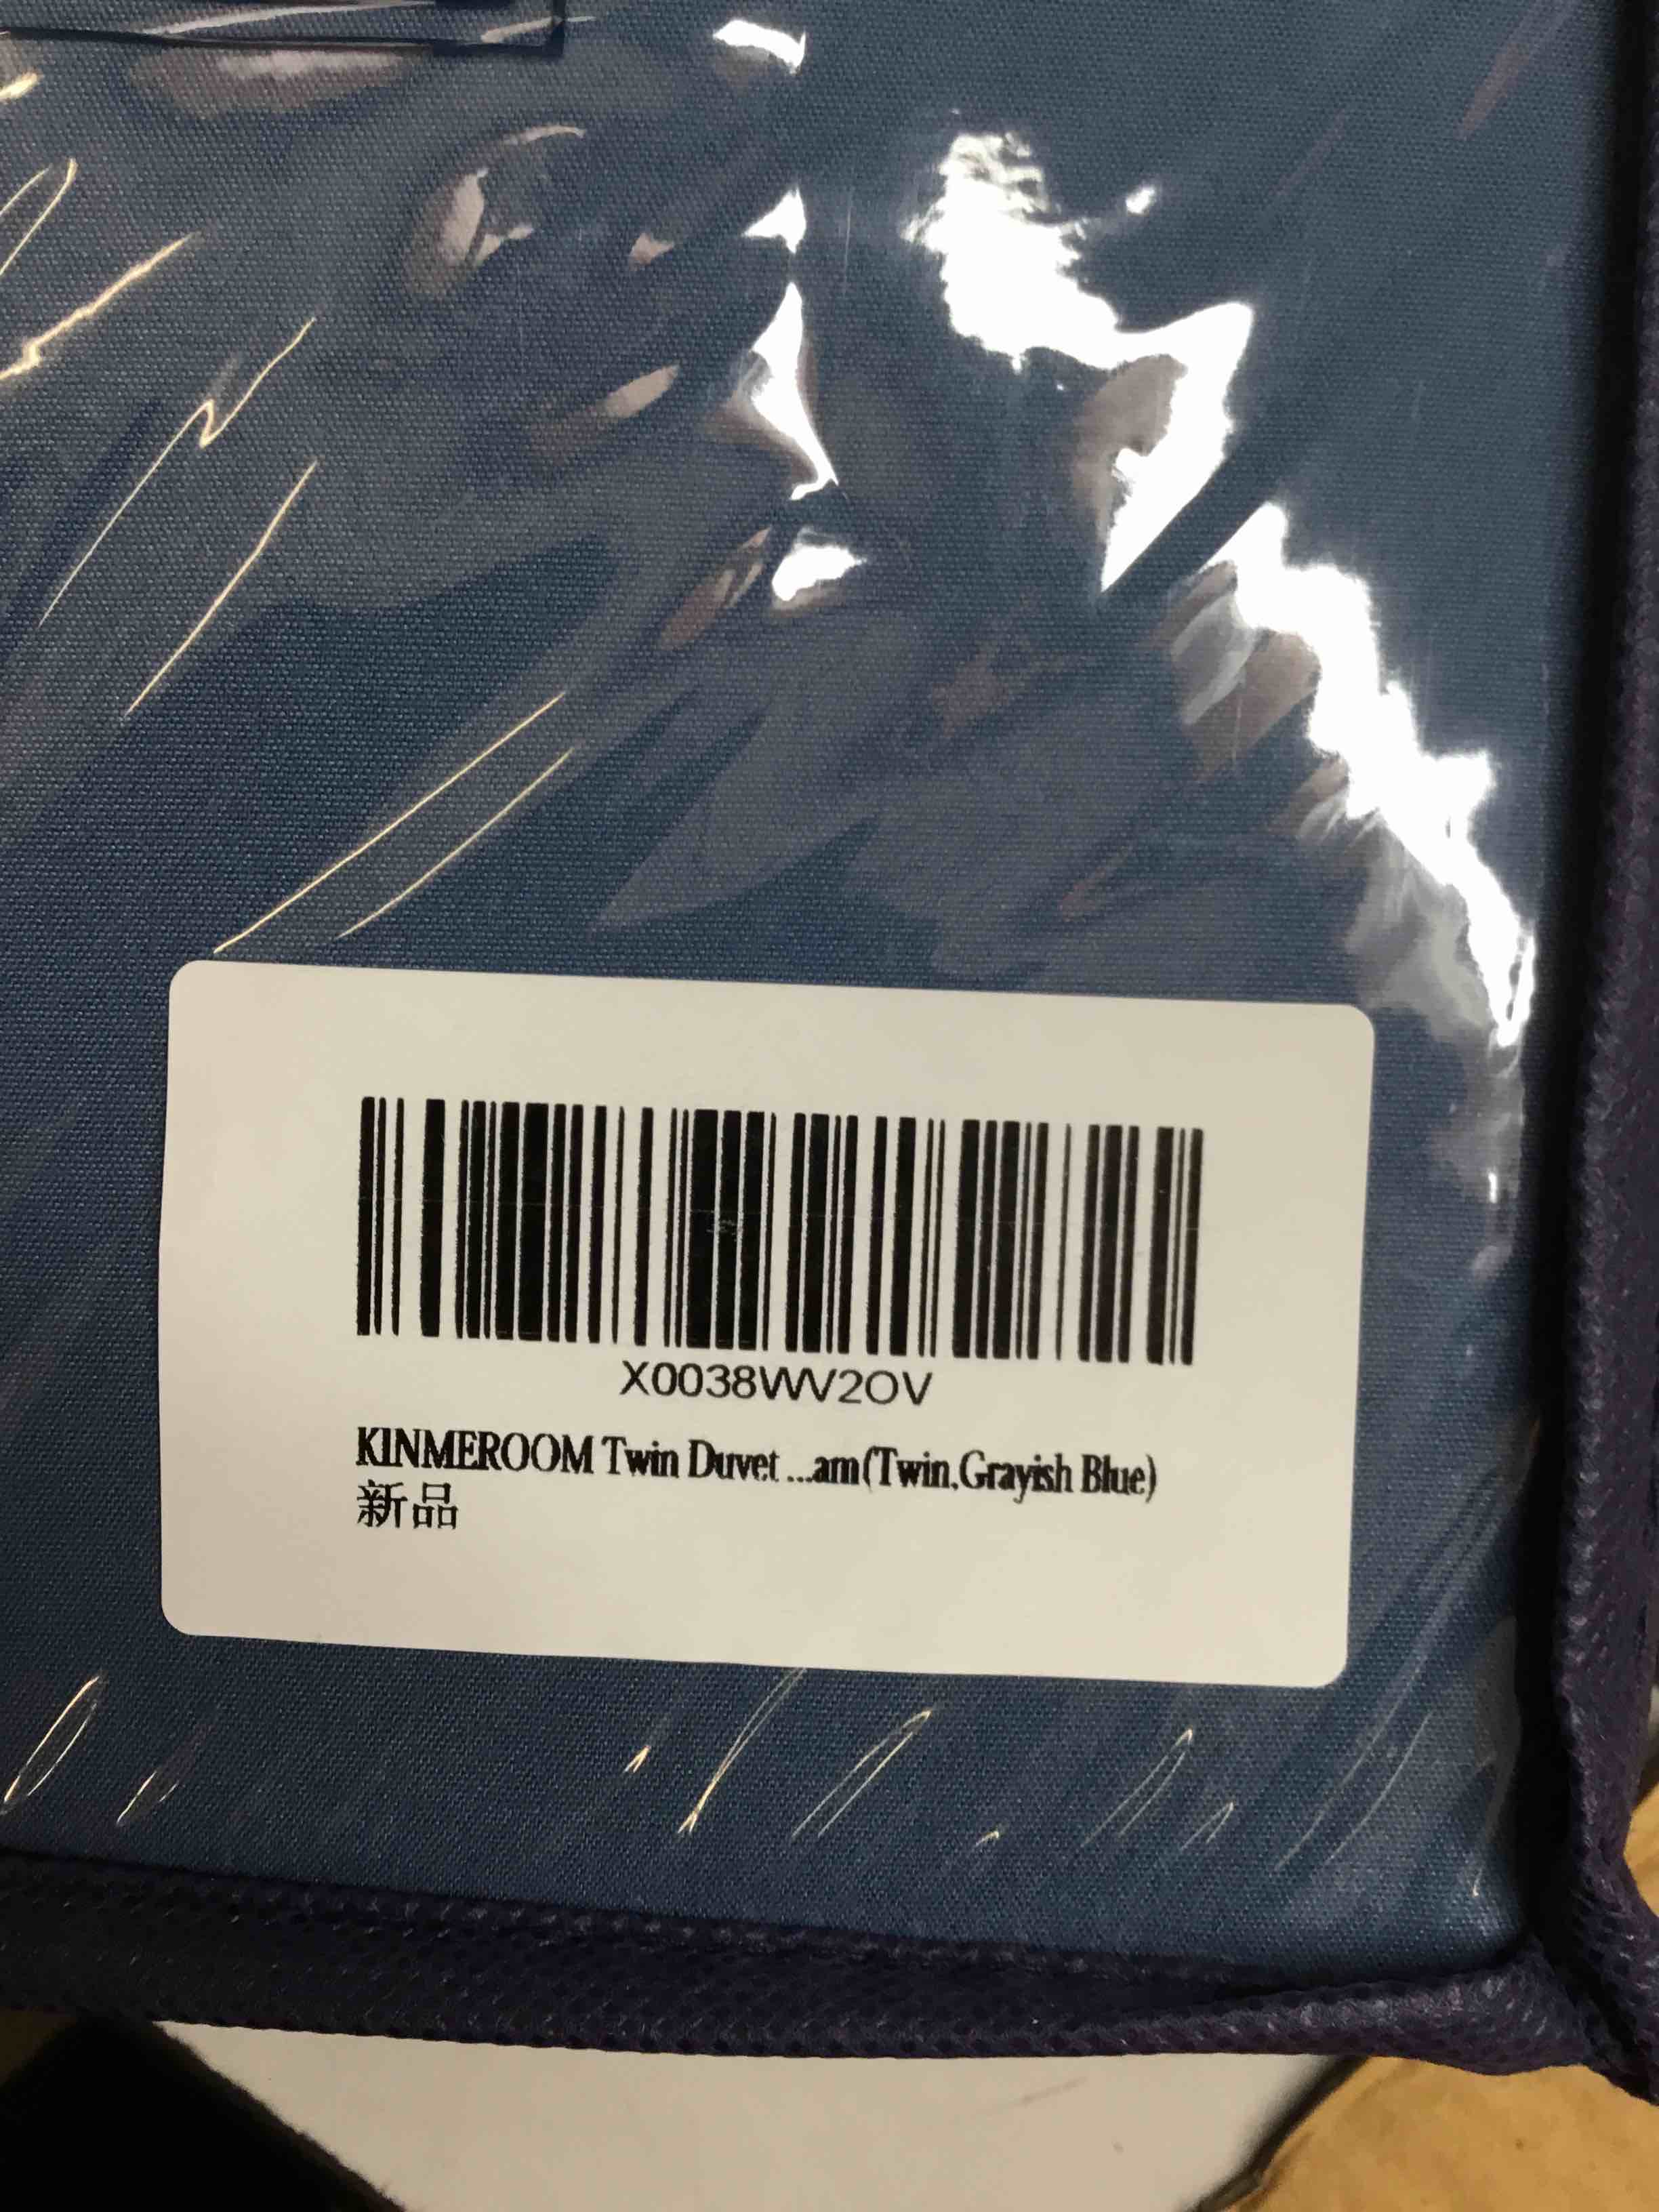 X0038WV2OV
KINMEROOM Twin Duvet ...am(Twin,Grayish Blue)
新品